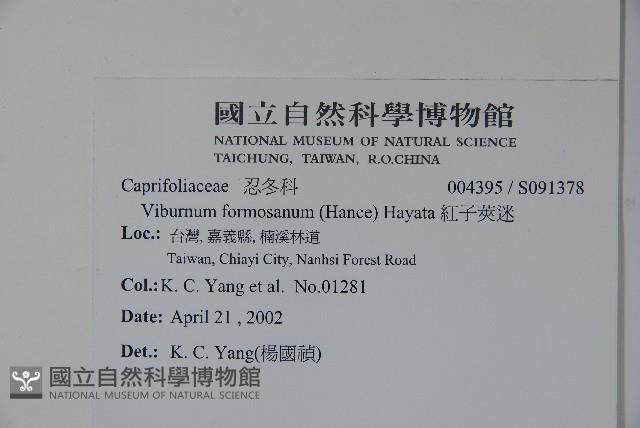 國立自然科學博物館
NATIONAL MUSEUM OF NATURAL SCIENCE
TAICHUNG, TAIWAN, R.O.CHINA
Caprifoliaceae 忍冬科 004395 / S091378
Viburnum formosanum (Hance) Hayata 紅子莢迷
Loc.: 台灣, 嘉義縣, 楠溪林道
Taiwan, Chiayi City, Nanhsi Forest Road
Col.: K. C. Yang et al. No.01281
Date: April 21 , 2002
Det.: K. C. Yang(楊國禎)
國立自然科學博物館
NATIONAL MUSEUM OF NATURAL SCIENCE